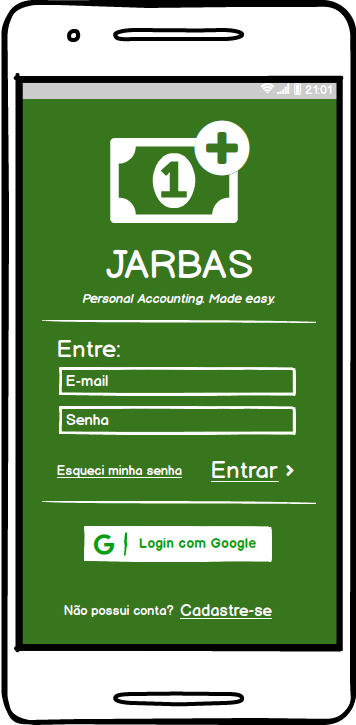 21:01
1
JARBAS
Personal Accounting. Made easy.
Entre:
E-mail
Senha
Esqueci minha senha Entrar >
G Login com Google
Não possui conta? Cadastre-se